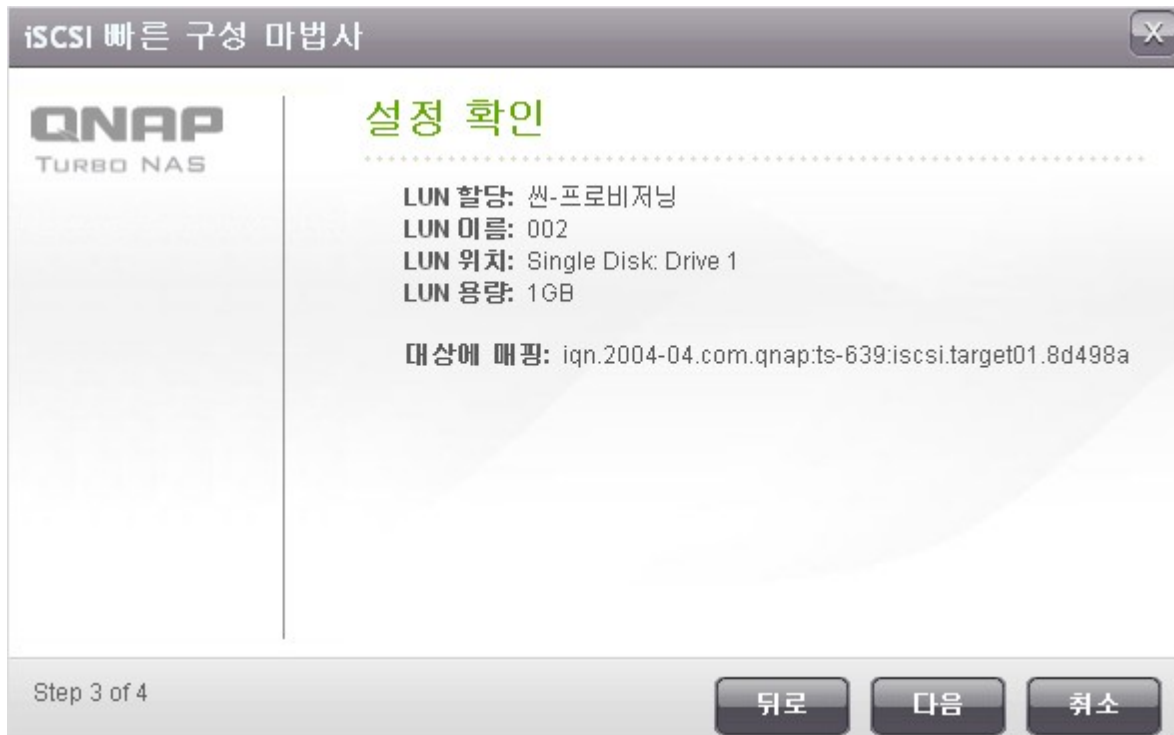 iSCSI 빠른 구성 마법사
X
QNAP
TURBO NAS
설정 확인
LUN 할당: 씬-프로비저닝
LUN 이름: 002
LUN 위치: Single Disk: Drive 1
LUN 용량: 1GB
대상에 매핑: iqn.2004-04.com.qnap:ts-639:iscsi.target01.8d498a
Step 3 of 4
뒤로
다음
취소